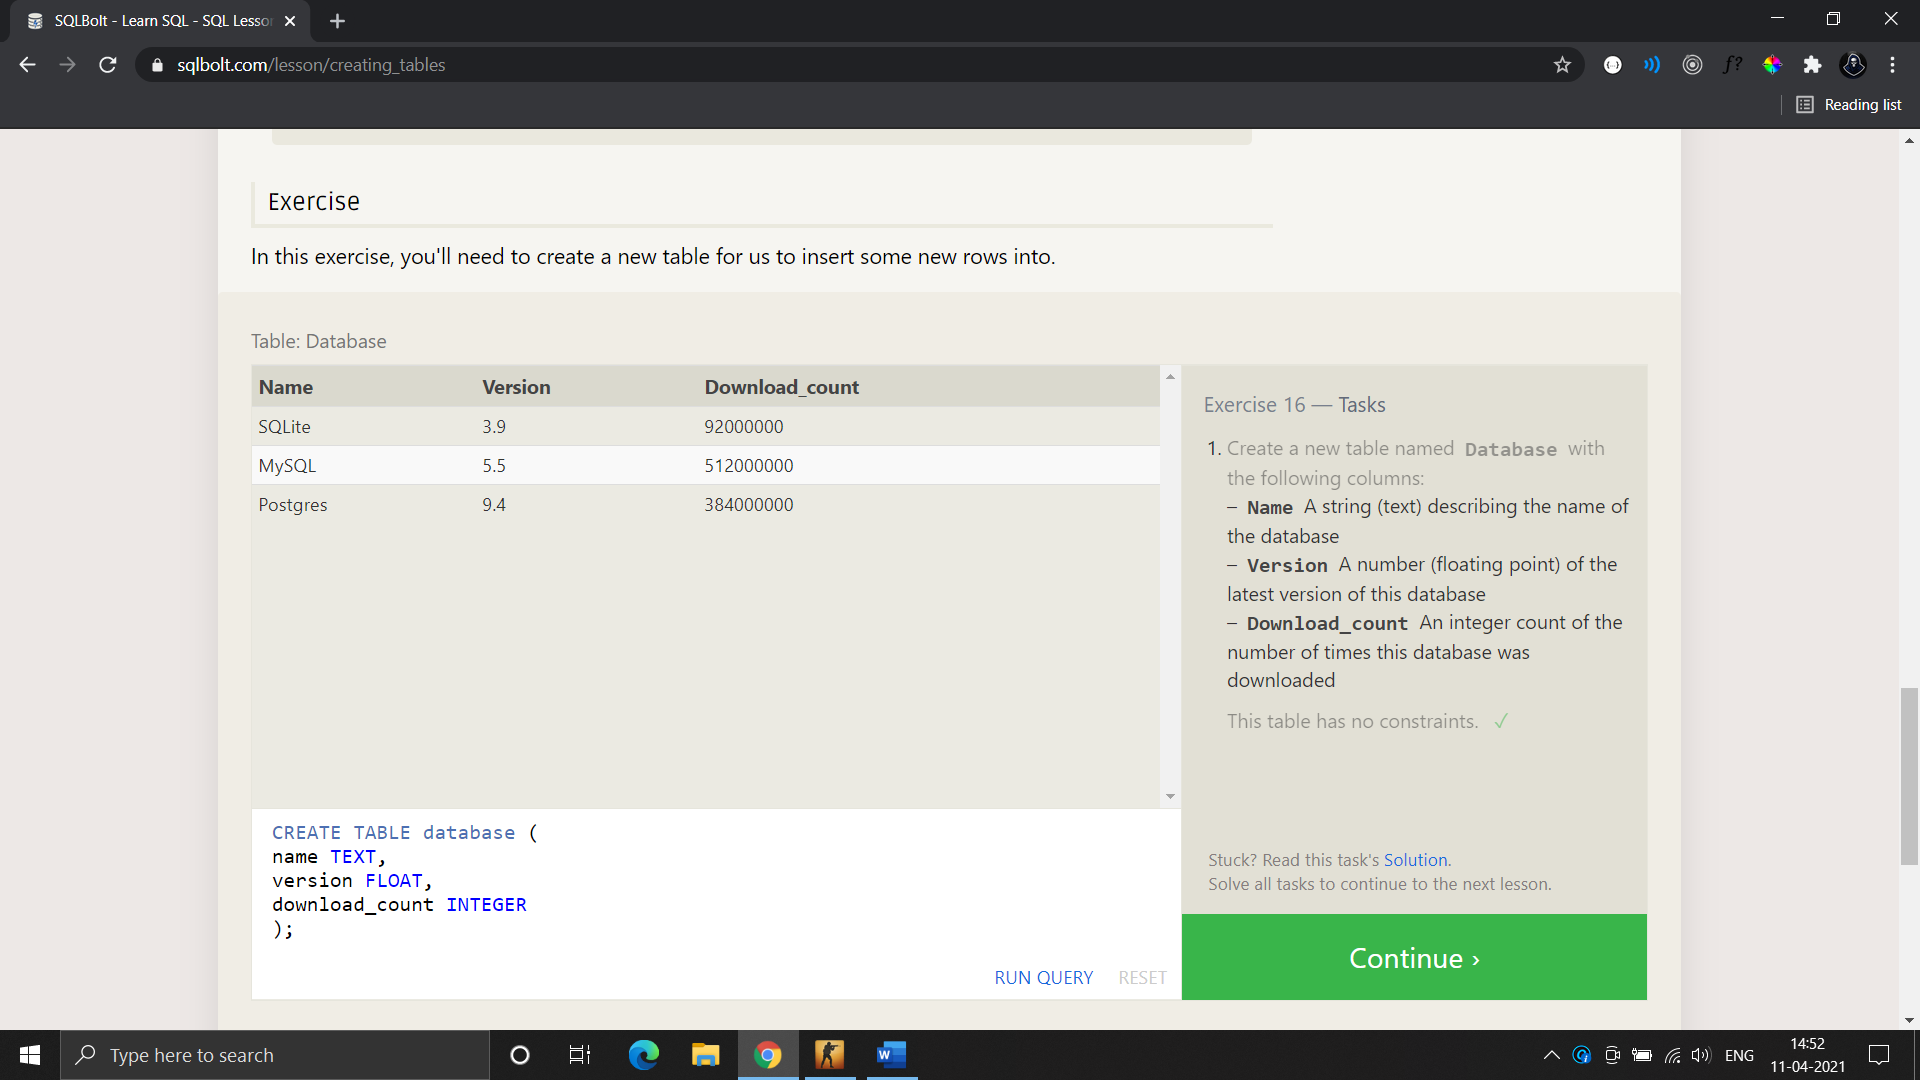 SQLBolt - Learn SQL - SQL Lesso
sqlbolt.com/lesson/creating_tables
f?
Reading list
Exercise
In this exercise, you'll need to create a new table for us to insert some new rows into.
Table: Database
Name Version Download_count
SQLite 3.9 92000000
MySQL 5.5 512000000
Postgres 9.4 384000000
Exercise 16 — Tasks
1. Create a new table named Database with
the following columns:
– Name A string (text) describing the name of
the database
– Version A number (floating point) of the
latest version of this database
– Download_count An integer count of the
number of times this database was
downloaded
This table has no constraints. ✓
CREATE TABLE database (
name TEXT,
version FLOAT,
download_count INTEGER
);
RUN QUERY RESET
Stuck? Read this task's Solution.
Solve all tasks to continue to the next lesson.
Continue ›
Type here to search
W
ENG
14:52
11-04-2021